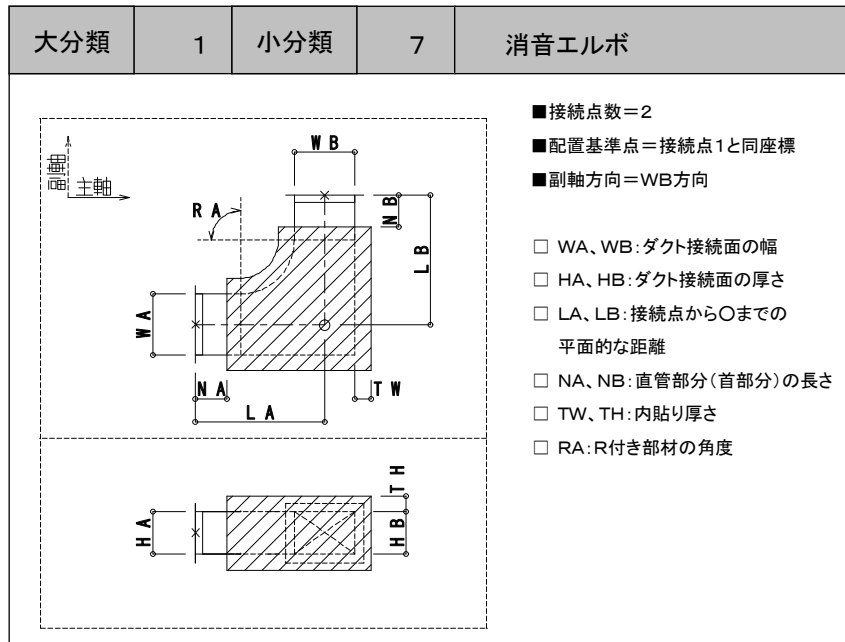 大分類 1 小分類 7 消音エルボ
■接続点数=2
■配置基準点=接続点1と同座標
■副軸方向=WB方向
□ WA、WB:ダクト接続面の幅
□ HA、HB:ダクト接続面の厚さ
□ LA、LB:接続点から○までの
平面的な距離
□ NA、NB:直管部分(首部分)の長さ
□ TW、TH:内貼り厚さ
□ RA:R付き部材の角度
副軸
主軸
WB
RA
NB
LB
WA
NA
TW
LA
TH
HA
HB